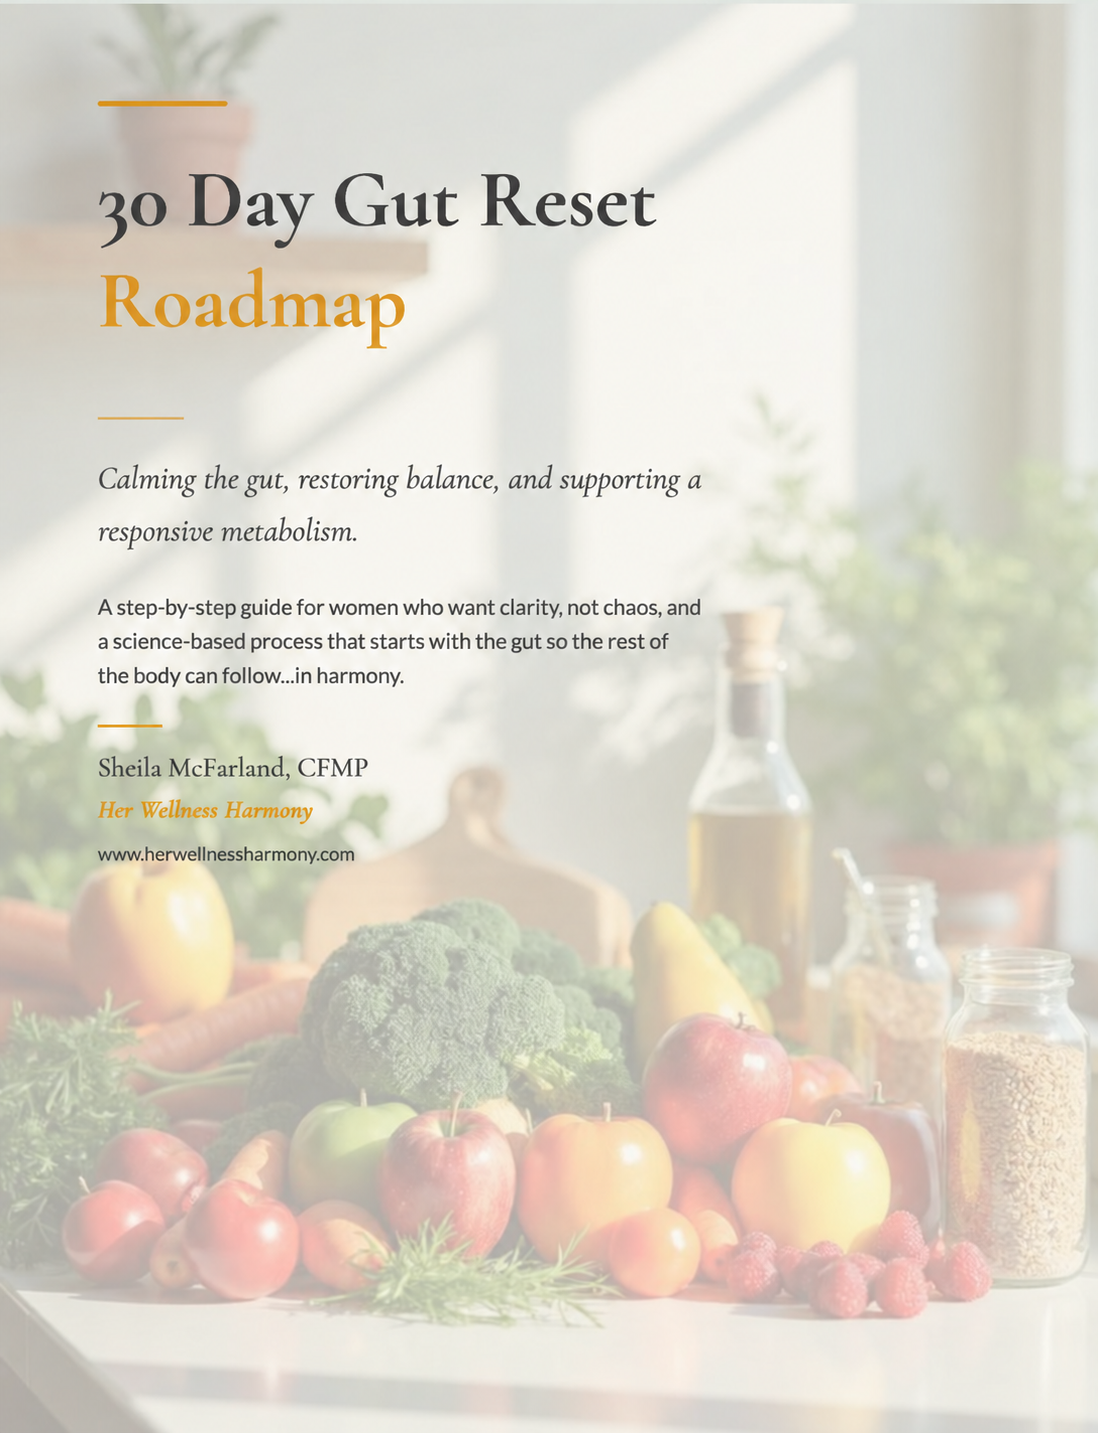 30 Day Gut Reset
Roadmap
Calming the gut, restoring balance, and supporting a
responsive metabolism.
A step-by-step guide for women who want clarity, not chaos, and
a science-based process that starts with the gut so the rest of
the body can follow...in harmony.
Sheila McFarland, CFMP
Her Wellness Harmony
www.herwellnessharmony.com